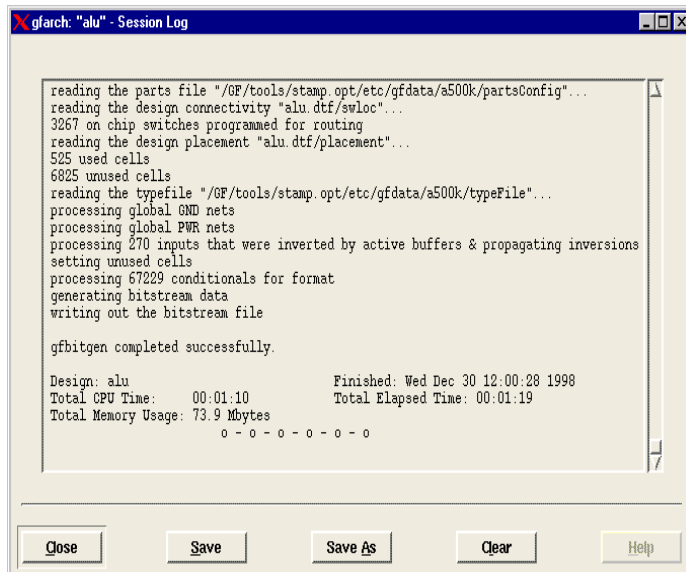 gfarch: "alu" - Session Log
reading the parts file "/GF/tools/stamp.opt/etc/gfdata/a500k/partsConfig"...
reading the design connectivity "alu.dtf/swloc"...
3267 on chip switches programmed for routing
reading the design placement "alu.dtf/placement"...
525 used cells
6825 unused cells
reading the typefile "/GF/tools/stamp.opt/etc/gfdata/a500k/typeFile"...
processing global GND nets
processing global PWR nets
processing 270 inputs that were inverted by active buffers & propagating inversions
setting unused cells
processing 67229 conditionals for format
generating bitstream data
writing out the bitstream file
gfbitgen completed successfully.
Design: alu Finished: Wed Dec 30 12:00:28 1998
Total CPU Time: 00:01:10 Total Elapsed Time: 00:01:19
Total Memory Usage: 73.9 Mbytes
o - o - o - o - o - o
Close Save Save As Clear Help